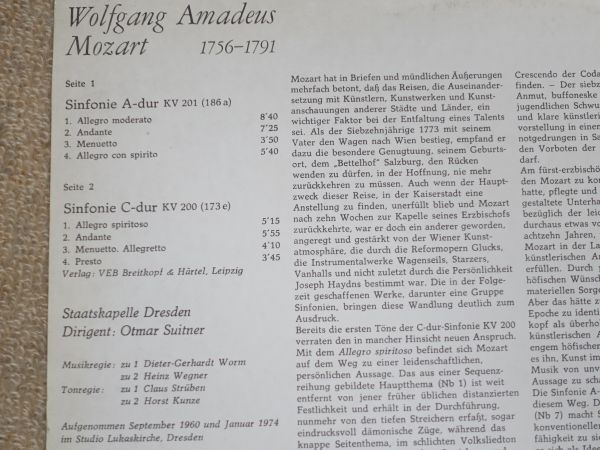 Wolfgang Amadeus
Mozart 1756–1791
Seite 1
Sinfonie A-dur KV 201 (186 a)
1. Allegro moderato 8'40
2. Andante 7'25
3. Menuetto 3'50
4. Allegro con spirito 5'40
Seite 2
Sinfonie C-dur KV 200 (173 e)
1. Allegro spiritoso 5'15
2. Andante 5'55
3. Menuetto. Allegretto 4'10
4. Presto 3'45
Verlag: VEB Breitkopf & Härtel, Leipzig
Staatskapelle Dresden
Dirigent: Otmar Suitner
Musikregie: zu 1 Dieter-Gerhardt Worm
zu 2 Heinz Wegner
Tonregie: zu 1 Claus Strüben
zu 2 Horst Kunze
Aufgenommen September 1960 und Januar 1974
im Studio Lukaskirche, Dresden
Mozart hat in Briefen und mündlichen Äußerungen
mehrfach betont, daß das Reisen, die Auseinander-
setzung mit Künstlern, Kunstwerken und Kunst-
anschauungen anderer Städte und Länder, ein
wichtiger Faktor bei der Entfaltung eines Talents
sei. Als der Siebzehnjährige 1773 mit seinem
Vater den Wagen nach Wien bestieg, empfand er
dazu die besondere Genugtuung, seinem Geburts-
ort, dem „Bettelhof" Salzburg, den Rücken
wenden zu dürfen, in der Hoffnung, nie mehr
zurückkehren zu müssen. Auch wenn der Haupt-
zweck dieser Reise, in der Kaiserstadt eine
Anstellung zu finden, unerfüllt blieb und Mozart
nach zehn Wochen zur Kapelle seines Erzbischofs
zurückkehrte, war er doch ein anderer geworden,
angeregt und gestärkt von der Wiener Kunst-
atmosphäre, die durch die Reformopern Glucks,
die Instrumentalwerke Wagenseils, Starzers,
Vanhalls und nicht zuletzt durch die Persönlichkeit
Joseph Haydns bestimmt war. Die in der Folge-
zeit geschaffenen Werke, darunter eine Gruppe
Sinfonien, bringen diese Wandlung deutlich zum
Ausdruck.
Bereits die ersten Töne der C-dur-Sinfonie KV 200
verraten den in mancher Hinsicht neuen Anspruch.
Mit dem Allegro spiritoso befindet sich Mozart
auf dem Weg zu einer leidenschaftlichen,
persönlichen Aussage. Das aus einer Sequenz-
reihung gebildete Hauptthema (Nb 1) ist weit
entfernt von jener früher üblichen distanzierten
Festlichkeit und erhält in der Durchführung,
nunmehr von den tiefen Streichern erfaßt, sogar
eindrucksvoll dämonische Züge, während das
knappe Seitenthema, im schlichten Volksliedton
Crescendo der Coda
finden. – Der siebz
Anmut, buffoneske
jugendlichen Schwu
und klare künstleri
vorstellung in einen
notgedrungen in se
den Vorboten der
darf.
Am fürst-erzbischö
den Mozart zu kom
hatte, pflegte und
gestaltete Unterha
bezüglich der leic
durchaus etwas vo
achtzehn Jahren,
Mozart in der La
künstlerischen An
erfüllen. Durch
höfischen Wünsch
materiellen Sorge
Aber das hätte z
Epoche zu identi
kopf als überho
künstlerischen A
engem höfischen
es ihn, Kunst im
Musik von unv
Aussage zu scha
Die Sinfonie A-
diesem Weg. D
(Nb 7) macht S
konventionellen
fähigkeit zu sic
er sich als Idee